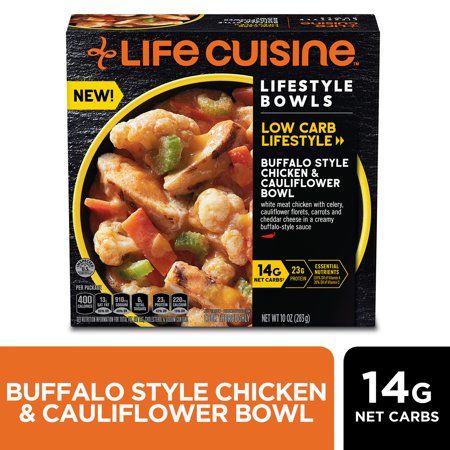 LIFE CUISINE™
NEW!
LIFESTYLE
BOWLS
LOW CARB
LIFESTYLE
BUFFALO STYLE
CHICKEN
& CAULIFLOWER
BOWL
white meat chicken with celery,
cauliflower florets, carrots and
cheddar cheese in a creamy
buffalo-style sauce
14G
NET CARBS
23G
PROTEIN
ESSENTIAL
NUTRIENTS
PER PACKAGE
400
CALORIES
13g
SAT FAT
910mg
SODIUM
6g
TOTAL
SUGARS
23g
PROTEIN
220mg
CALCIUM
NET WT 10 OZ (283g)
BUFFALO STYLE CHICKEN
& CAULIFLOWER BOWL
14G
NET CARBS